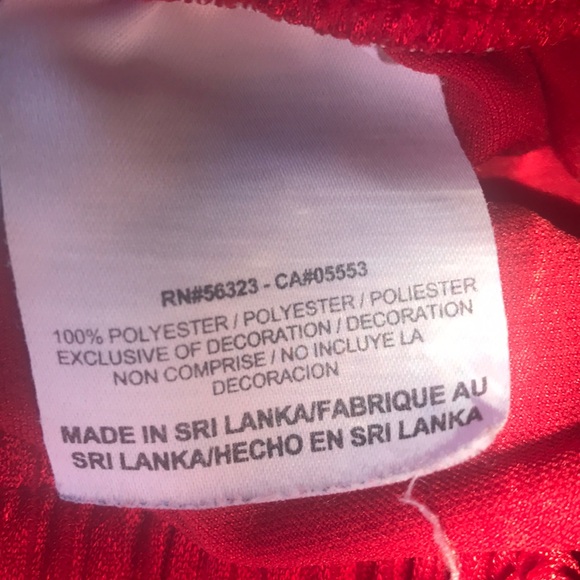 RN#56323 - CA#05553
100% POLYESTER / POLYESTER / POLIESTER
EXCLUSIVE OF DECORATION / DECORATION
NON COMPRISE / NO INCLUYE LA
DECORACION
MADE IN SRI LANKA/FABRIQUE AU
SRI LANKA/HECHO EN SRI LANKA